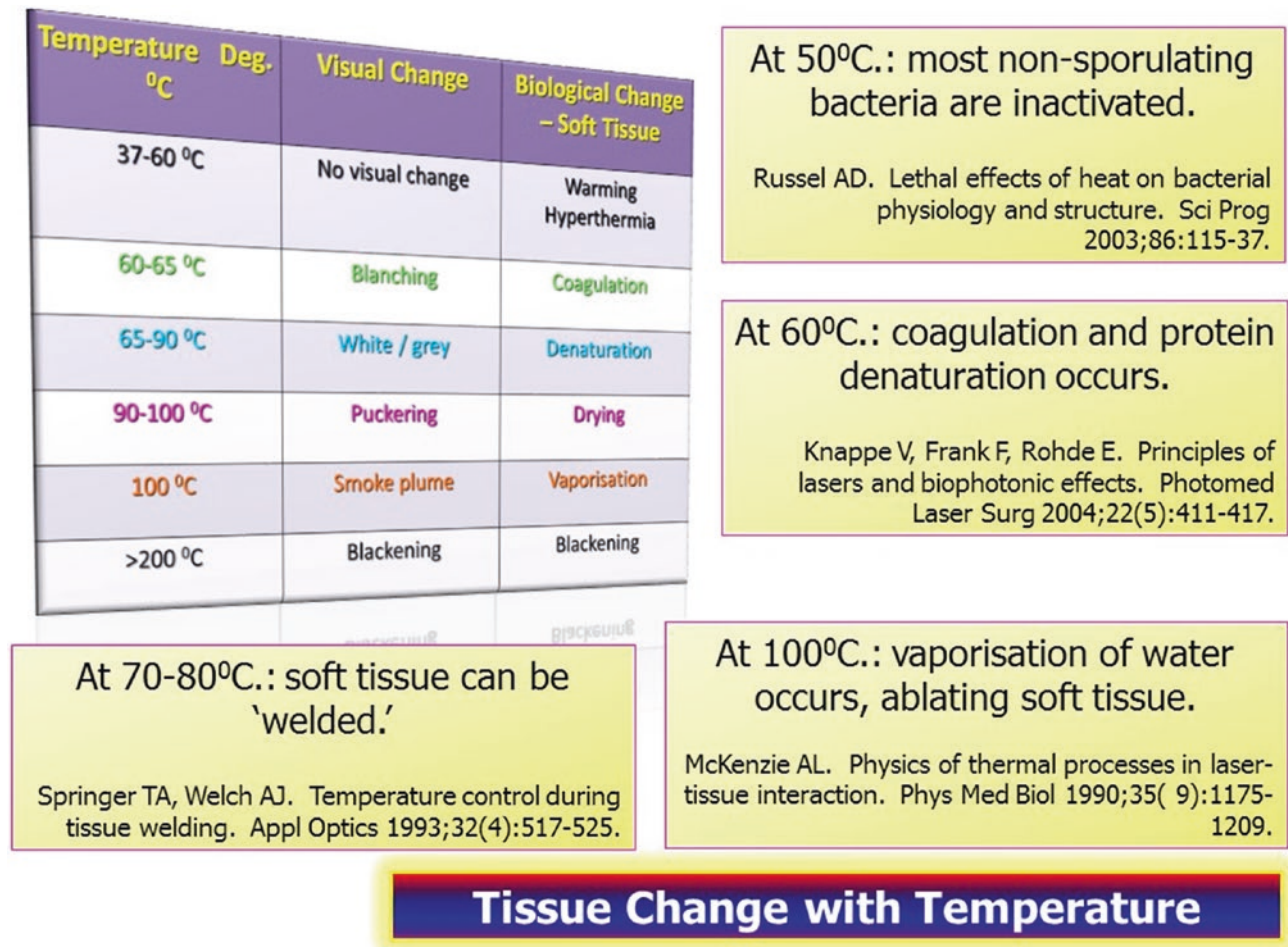 Temperature Deg. ⁰C
Visual Change
Biological Change – Soft Tissue
37-60 ⁰C
No visual change
Warming
Hyperthermia
60-65 ⁰C
Blanching
Coagulation
65-90 ⁰C
White / grey
Denaturation
90-100 ⁰C
Puckering
Drying
100 ⁰C
Smoke plume
Vaporisation
>200 ⁰C
Blackening
Blackening
At 50⁰C.: most non-sporulating
bacteria are inactivated.
Russel AD. Lethal effects of heat on bacterial
physiology and structure. Sci Prog
2003;86:115-37.
At 60⁰C.: coagulation and protein
denaturation occurs.
Knappe V, Frank F, Rohde E. Principles of
lasers and biophotonic effects. Photomed
Laser Surg 2004;22(5):411-417.
At 70-80⁰C.: soft tissue can be
‘welded.’
Springer TA, Welch AJ. Temperature control during
tissue welding. Appl Optics 1993;32(4):517-525.
At 100⁰C.: vaporisation of water
occurs, ablating soft tissue.
McKenzie AL. Physics of thermal processes in laser-
tissue interaction. Phys Med Biol 1990;35( 9):1175-
1209.
Tissue Change with Temperature